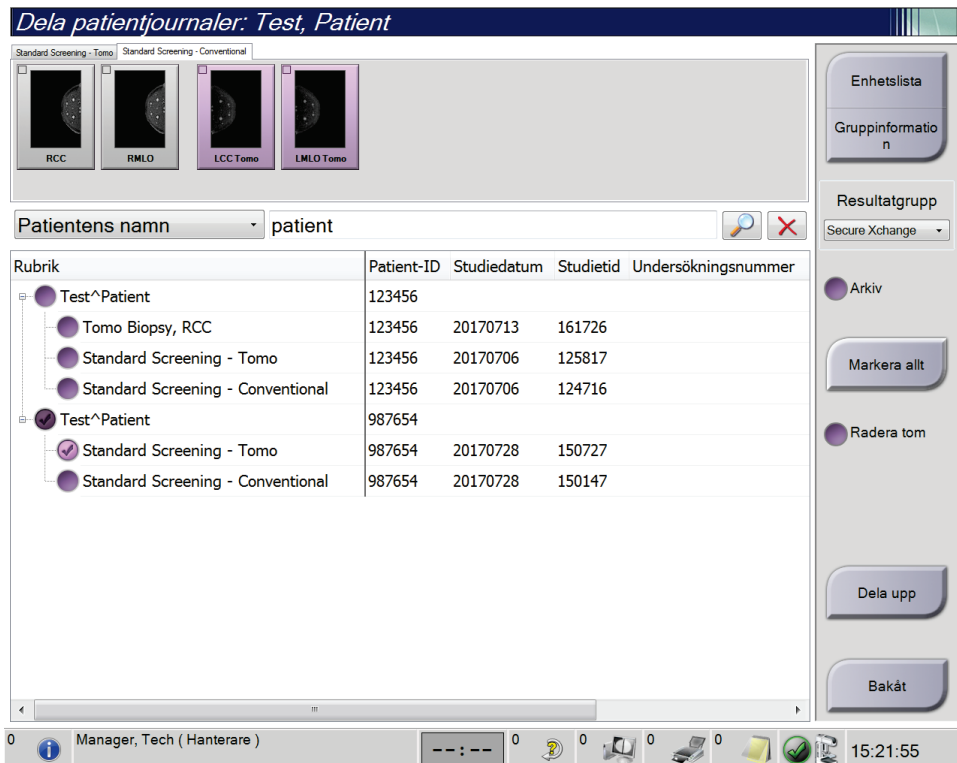 Dela patientjournaler: Test, Patient
Standard Screening - Tomo Standard Screening - Conventional
RCC RMLO LCC Tomo LMLO Tomo
Enhetslista
Gruppinformatio
n
Resultatgrupp
Secure Xchange
Patientens namn patient
Rubrik Patient-ID Studiedatum Studietid Undersökningsnummer
Test^Patient 123456
Tomo Biopsy, RCC 123456 20170713 161726
Standard Screening - Tomo 123456 20170706 125817
Standard Screening - Conventional 123456 20170706 124716
Test^Patient 987654
Standard Screening - Tomo 987654 20170728 150727
Standard Screening - Conventional 987654 20170728 150147
Arkiv
Markera allt
Radera tom
Dela upp
Bakåt
0 Manager, Tech ( Hanterare ) --:-- 0 0 0 0 15:21:55